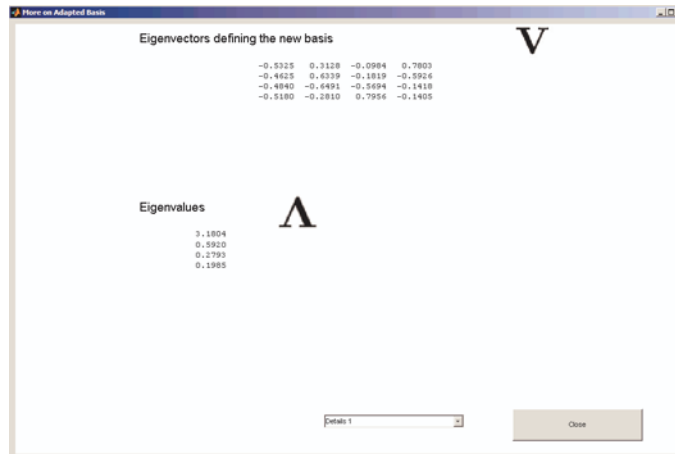 More on Adapted Basis
Eigenvectors defining the new basis
V
-0.5325 0.3128 -0.0984 0.7803
-0.4625 0.6339 -0.1819 -0.5926
-0.4840 -0.6491 -0.5694 -0.1418
-0.5180 -0.2810 0.7956 -0.1405
Eigenvalues
Λ
3.1804
0.5920
0.2793
0.1985
Details 1
Close